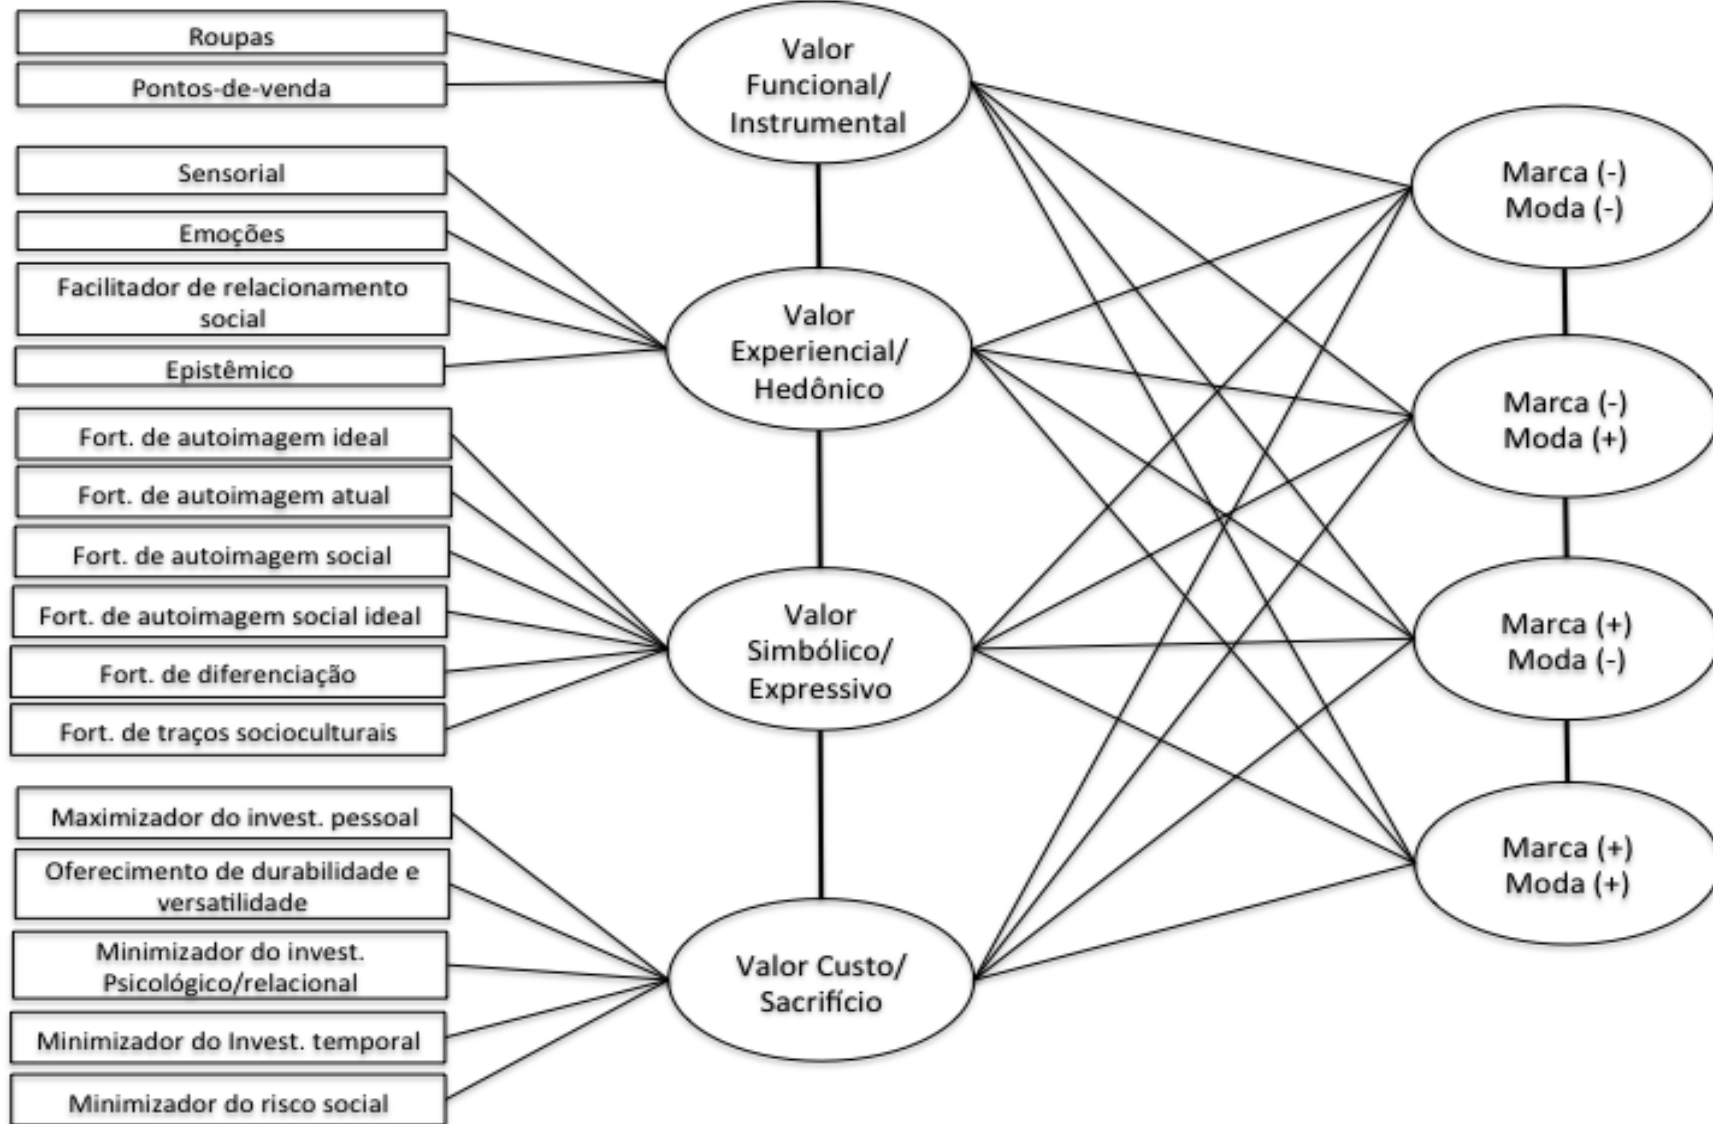 Roupas
Pontos-de-venda
Sensorial
Emoções
Facilitador de relacionamento
social
Epistêmico
Fort. de autoimagem ideal
Fort. de autoimagem atual
Fort. de autoimagem social
Fort. de autoimagem social ideal
Fort. de diferenciação
Fort. de traços socioculturais
Maximizador do invest. pessoal
Oferecimento de durabilidade e
versatilidade
Minimizador do invest.
Psicológico/relacional
Minimizador do Invest. temporal
Minimizador do risco social
Valor
Funcional/
Instrumental
Valor
Experiencial/
Hedônico
Valor
Simbólico/
Expressivo
Valor Custo/
Sacrifício
Marca (-)
Moda (-)
Marca (-)
Moda (+)
Marca (+)
Moda (-)
Marca (+)
Moda (+)